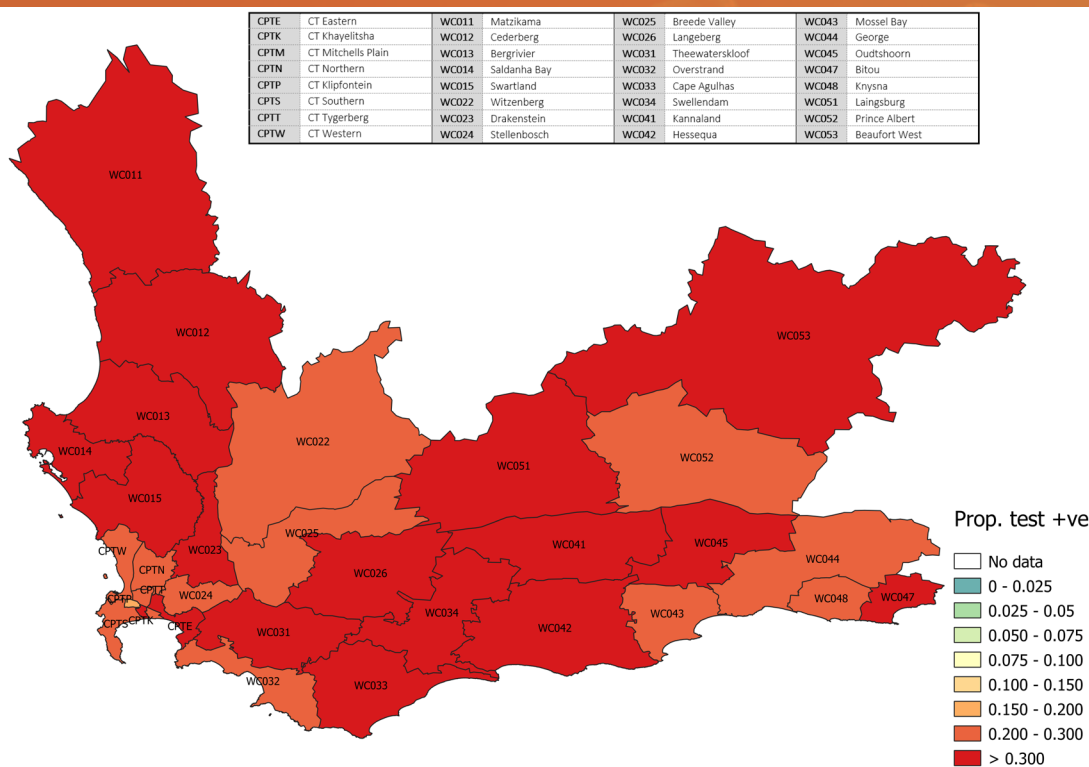 CPTE CT Eastern WC011 Matzikama WC025 Breede Valley WC043 Mossel Bay
CPTK CT Khayelitsha WC012 Cederberg WC026 Langeberg WC044 George
CPTM CT Mitchells Plain WC013 Bergrivier WC031 Theewaterskloof WC045 Oudtshoorn
CPTN CT Northern WC014 Saldanha Bay WC032 Overstrand WC047 Bitou
CPTP CT Klipfontein WC015 Swartland WC033 Cape Agulhas WC048 Knysna
CPTS CT Southern WC022 Witzenberg WC034 Swellendam WC051 Laingsburg
CPTT CT Tygerberg WC023 Drakenstein WC041 Kannaland WC052 Prince Albert
CPTW CT Western WC024 Stellenbosch WC042 Hessequa WC053 Beaufort West
WC011
WC012
WC053
WC013
WC022
WC014
WC052
WC051
WC015
WC025
CPTW
WC023
WC041
WC045
WC044
CPTN
WC026
WC024
WC048
WC047
CPTP
WC034
WC043
CPTS
CPTK
CPTE
WC031
WC042
WC032
WC033
Prop. test +ve
No data
0 - 0.025
0.025 - 0.05
0.050 - 0.075
0.075 - 0.100
0.100 - 0.150
0.150 - 0.200
0.200 - 0.300
> 0.300